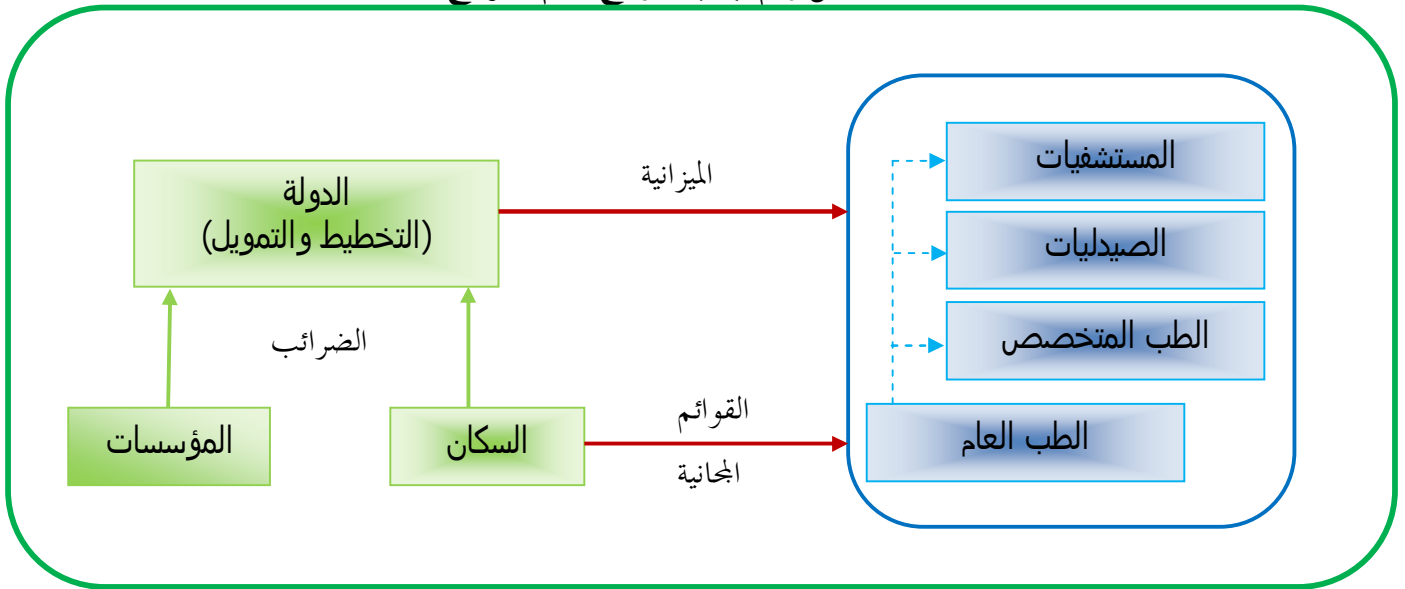 المستشفيات
الميزانية
الدولة
(التخطيط والتمويل)
الصيدليات
الطب المتخصص
الضرائب
القوائم
الطب العام
السكان
المؤسسات
المجانية